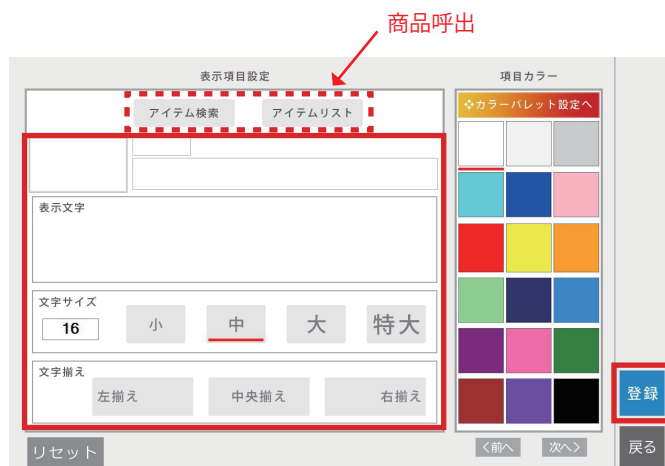 商品呼出
表示項目設定
項目カラー
アイテム検索
アイテムリスト
カラーパレット設定へ
表示文字
文字サイズ
16
小
中
大
特大
文字揃え
左揃え
中央揃え
右揃え
登録
リセット
〈前へ
次へ〉
戻る